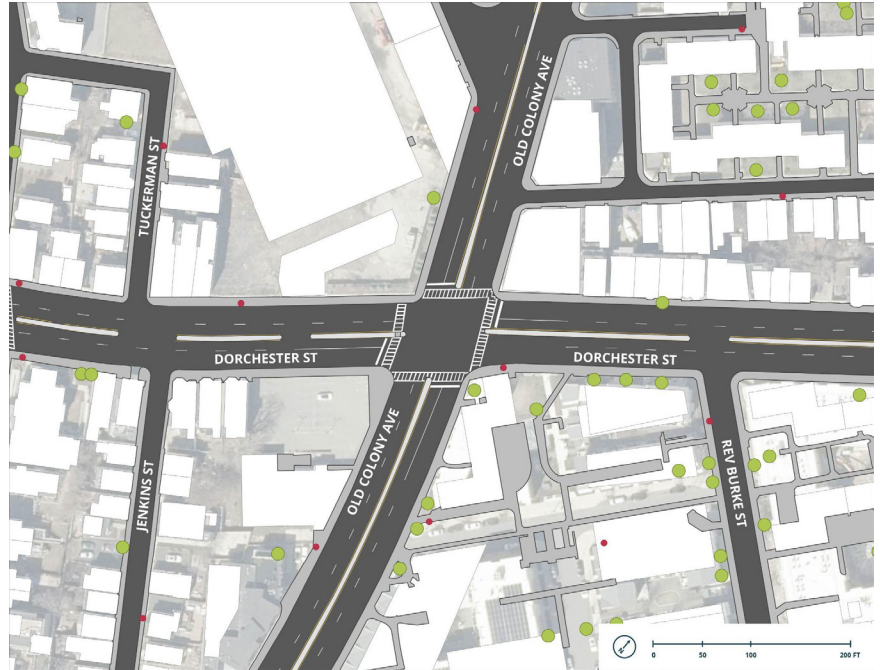 OLD COLONY AVE
TUCKERMAN ST
DORCHESTER ST
DORCHESTER ST
OLD COLONY AVE
JENKINS ST
REV BURKE ST
N
0 50 100 200 FT